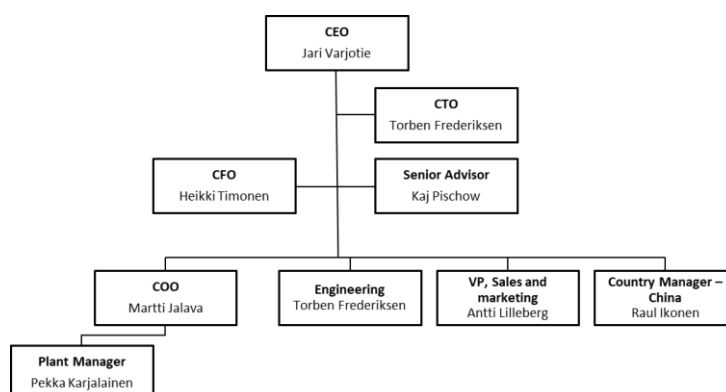 CEO
Jari Varjotie
CTO
Torben Frederiksen
CFO
Heikki Timonen
Senior Advisor
Kaj Pischow
COO
Martti Jalava
Engineering
Torben Frederiksen
VP, Sales and
marketing
Antti Lilleberg
Country Manager –
China
Raul Ikonen
Plant Manager
Pekka Karjalainen